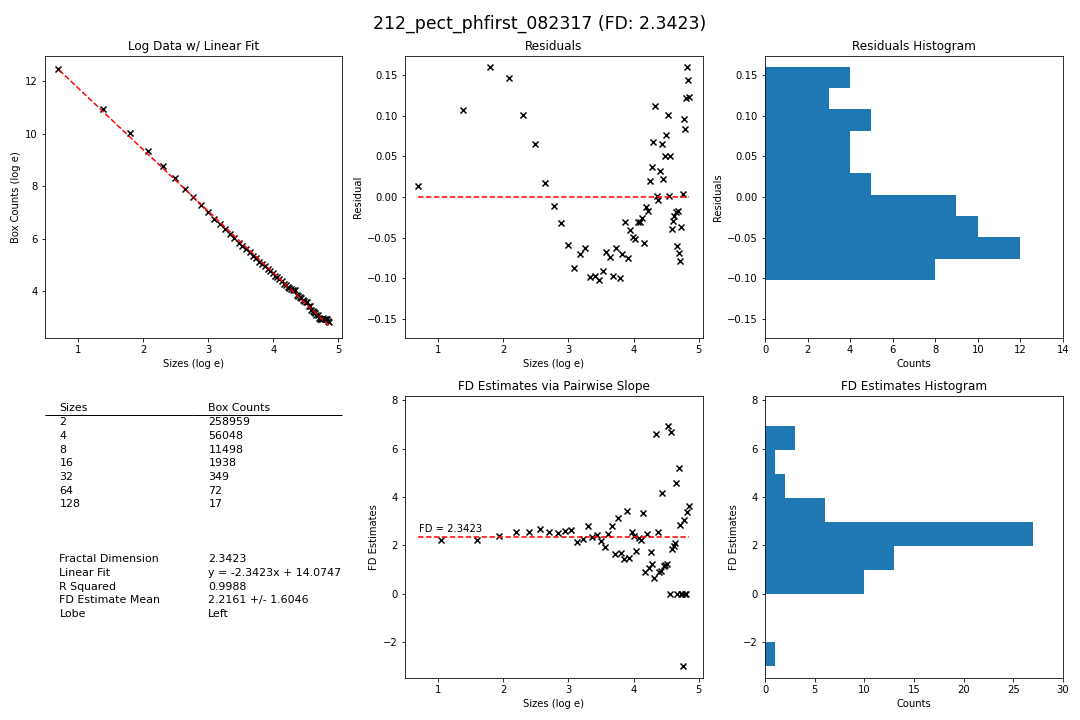 212_pect_phfirst_082317 (FD: 2.3423)
Log Data w/ Linear Fit
Box Counts (log e)
12
10
8
6
4
1
2
3
4
5
Sizes (log e)
Residuals
Residual
0.15
0.10
0.05
0.00
−0.05
−0.10
−0.15
1
2
3
4
5
Sizes (log e)
Residuals Histogram
Residuals
0.15
0.10
0.05
0.00
−0.05
−0.10
−0.15
0
2
4
6
8
10
12
14
Counts
Sizes Box Counts
2 258959
4 56048
8 11498
16 1938
32 349
64 72
128 17
Fractal Dimension 2.3423
Linear Fit y = -2.3423x + 14.0747
R Squared 0.9988
FD Estimate Mean 2.2161 +/- 1.6046
Lobe Left
FD Estimates via Pairwise Slope
FD Estimates
8
6
4
2
0
−2
FD = 2.3423
1
2
3
4
5
Sizes (log e)
FD Estimates Histogram
FD Estimates
8
6
4
2
0
−2
0
5
10
15
20
25
30
Counts